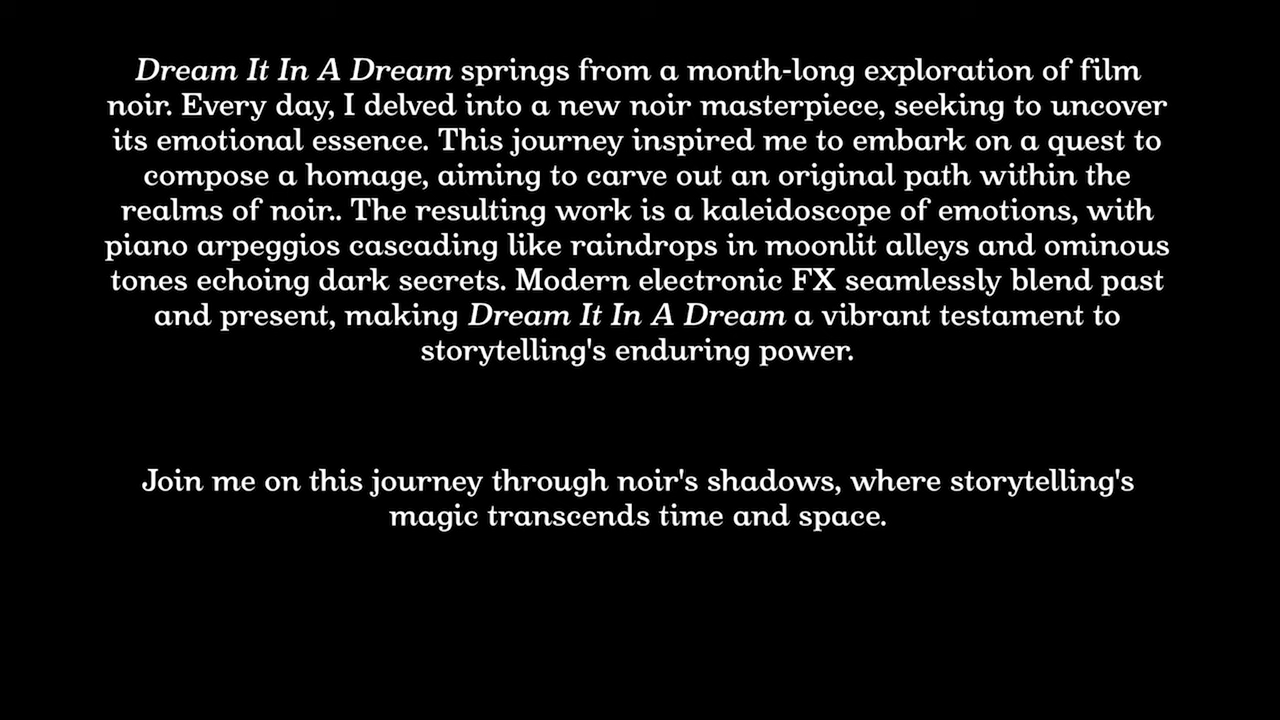 Dream It In A Dream springs from a month-long exploration of film
noir. Every day, I delved into a new noir masterpiece, seeking to uncover
its emotional essence. This journey inspired me to embark on a quest to
compose a homage, aiming to carve out an original path within the
realms of noir.. The resulting work is a kaleidoscope of emotions, with
piano arpeggios cascading like raindrops in moonlit alleys and ominous
tones echoing dark secrets. Modern electronic FX seamlessly blend past
and present, making Dream It In A Dream a vibrant testament to
storytelling's enduring power.
Join me on this journey through noir's shadows, where storytelling's
magic transcends time and space.